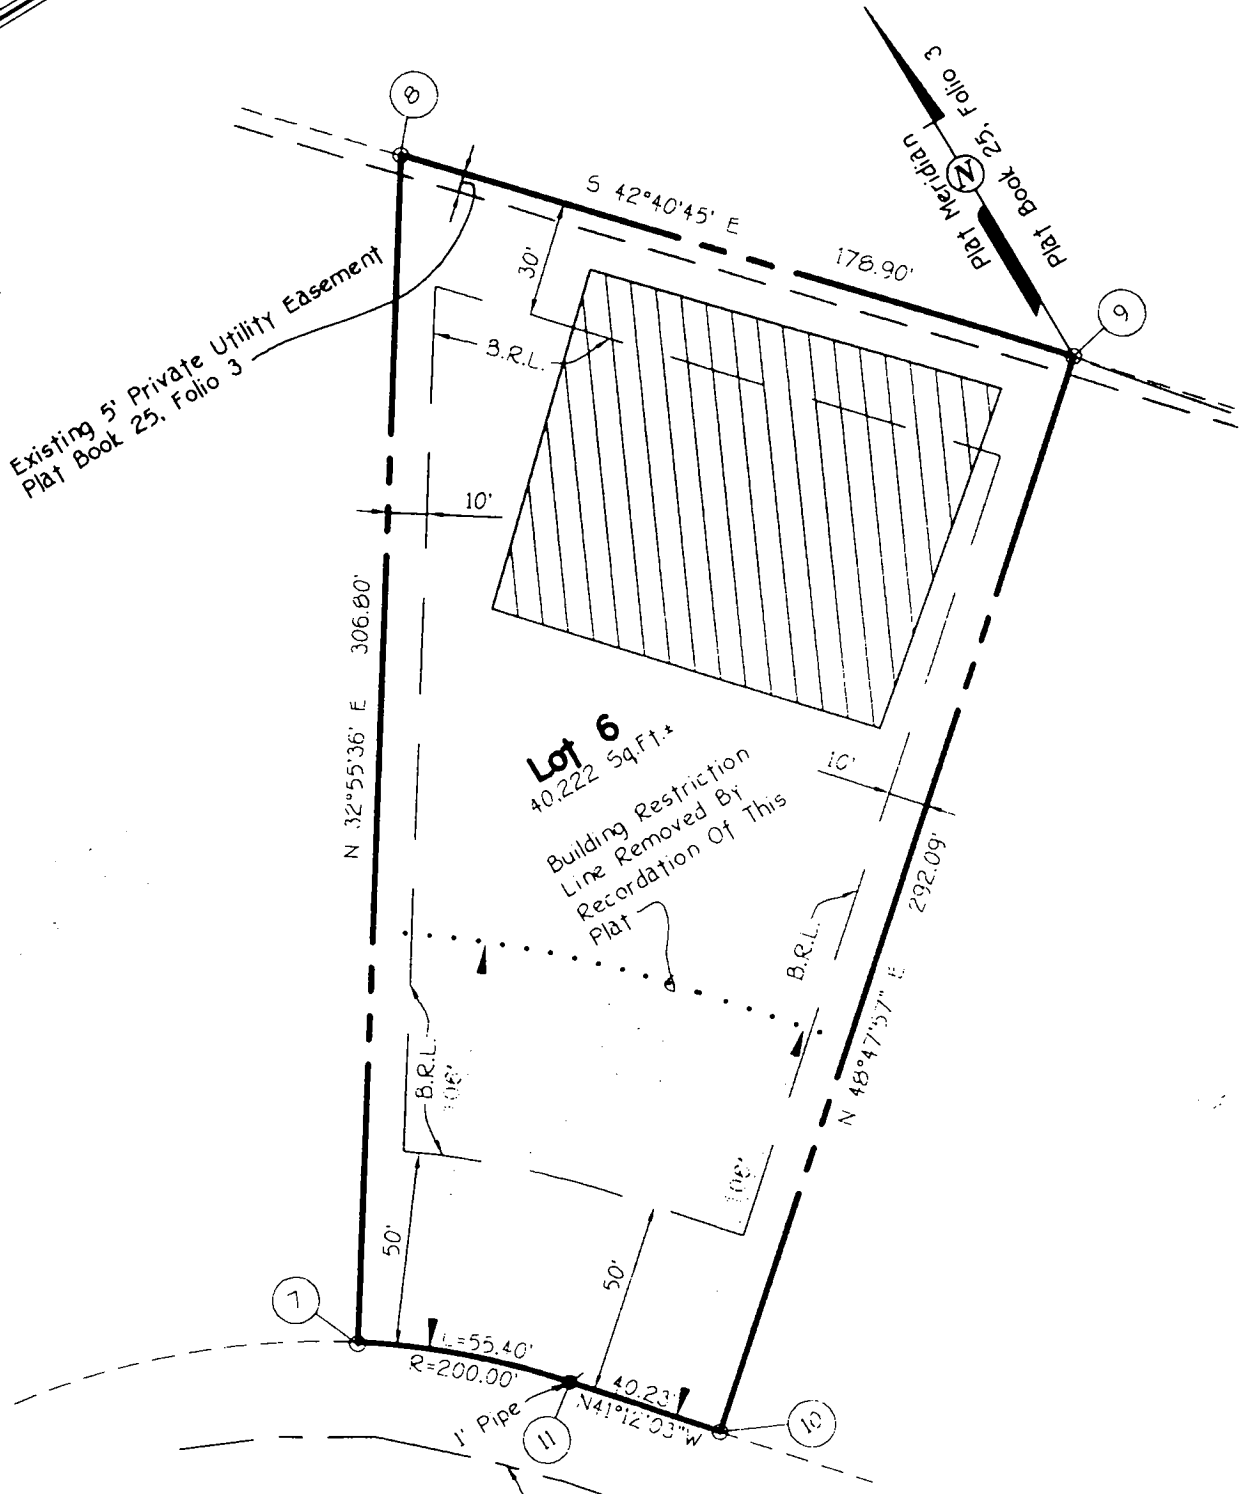 8
Plat Meridian
Plat Book 25, Folio 3
N
S 42°40'45' E
178.90'
9
Existing 5' Private Utility Easement
Plat Book 25, Folio 3
30'
B.R.L.
10'
N 32°55'36' E 306.80'
Lot 6
40,222 Sq.Ft.±
Building Restriction
Line Removed By
Recordation Of This
Plat
10'
292.09'
B.R.L.
N 48°47'57" E
B.R.L.
106'
106'
50'
50'
7
L=55.40'
R=200.00'
40.23'
N41°12'03"W
1' Pipe
11
10